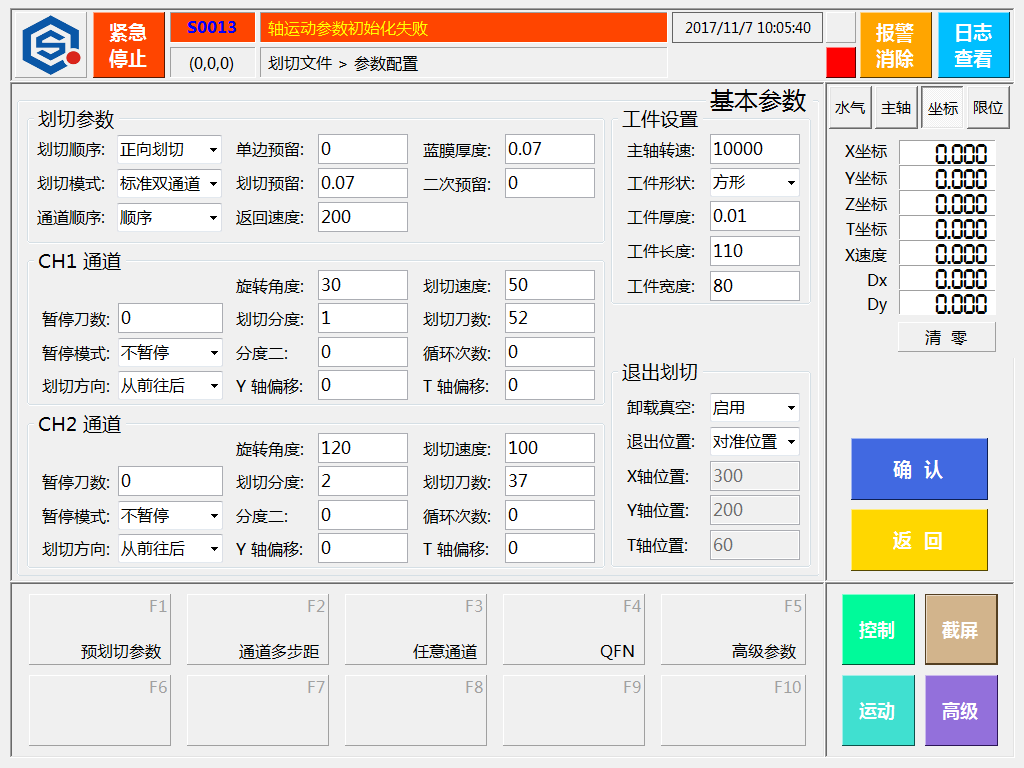 紧急
停止
S0013
轴运动参数初始化失败
2017/11/7 10:05:40
报警
消除
日志
查看
(0,0,0)
划切文件 > 参数配置
基本参数
划切参数
划切顺序: 正向划切 单边预留: 0 蓝膜厚度: 0.07
划切模式: 标准双通道 划切预留: 0.07 二次预留: 0
通道顺序: 顺序 返回速度: 200
CH1 通道
旋转角度: 30 划切速度: 50
暂停刀数: 0 划切分度: 1 划切刀数: 52
暂停模式: 不暂停 分度二: 0 循环次数: 0
划切方向: 从前往后 Y 轴偏移: 0 T 轴偏移: 0
CH2 通道
旋转角度: 120 划切速度: 100
暂停刀数: 0 划切分度: 2 划切刀数: 37
暂停模式: 不暂停 分度二: 0 循环次数: 0
划切方向: 从前往后 Y 轴偏移: 0 T 轴偏移: 0
工件设置
主轴转速: 10000
工件形状: 方形
工件厚度: 0.01
工件长度: 110
工件宽度: 80
退出划切
卸载真空: 启用
退出位置: 对准位置
X轴位置: 300
Y轴位置: 200
T轴位置: 60
水气 主轴 坐标 限位
X坐标 0.000
Y坐标 0.000
Z坐标 0.000
T坐标 0.000
X速度 0.000
Dx 0.000
Dy 0.000
清 零
确 认
返 回
F1 F2 F3 F4 F5
预划切参数 通道多步距 任意通道 QFN 高级参数
F6 F7 F8 F9 F10
控制 截屏
运动 高级